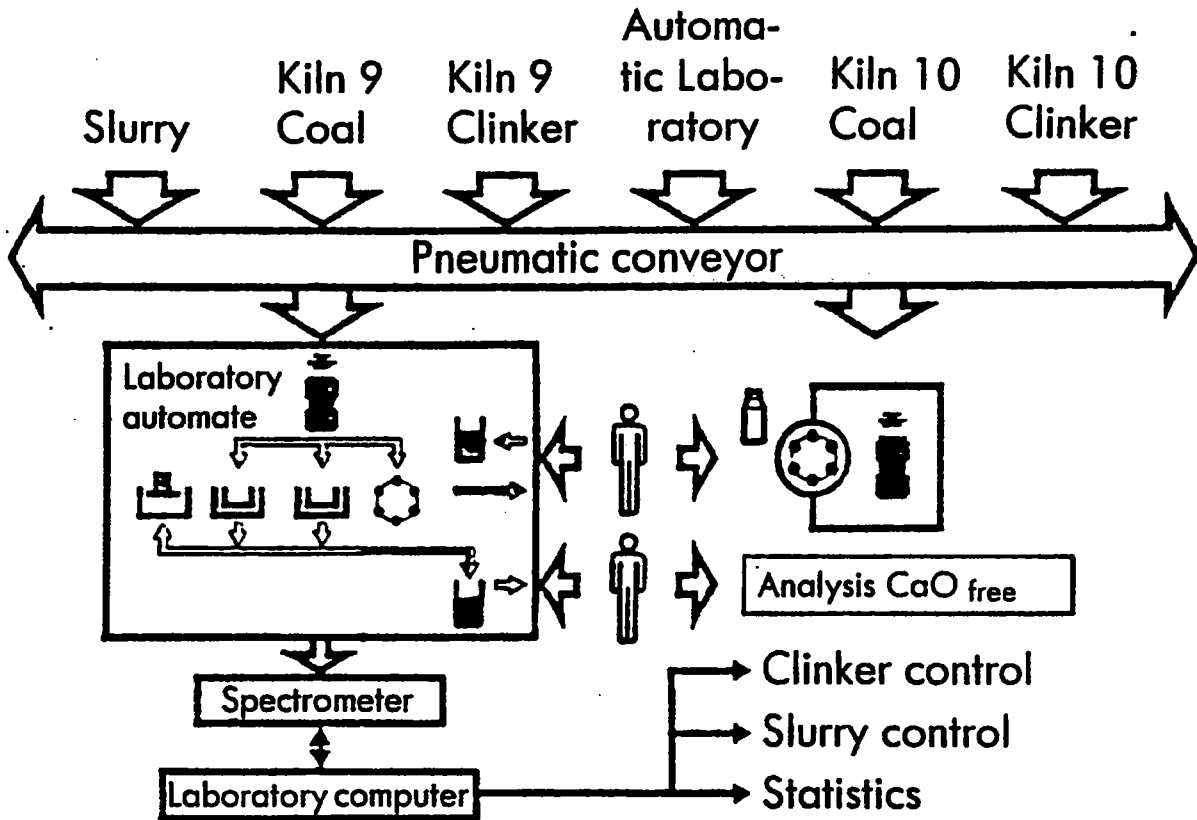 Slurry
Kiln 9
Coal
Kiln 9
Clinker
Automa-
tic Labo-
ratory
Kiln 10
Coal
Kiln 10
Clinker
Pneumatic conveyor
Laboratory
automate
Analysis CaO free
Spectrometer
Laboratory computer
Clinker control
Slurry control
Statistics